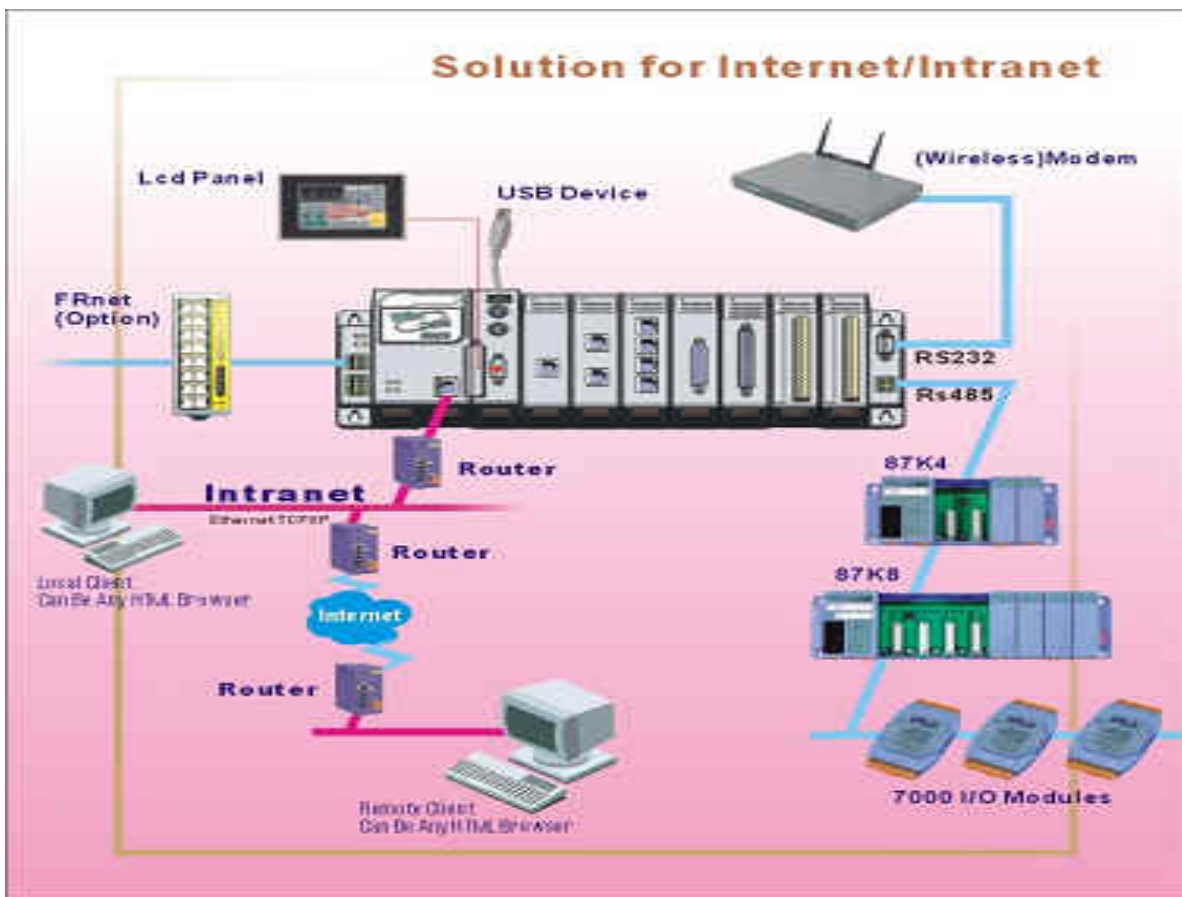 Solution for Internet/Intranet
(Wireless)Modem
Lcd Panel
USB Device
FRnet
(Option)
RS232
Rs485
Router
87K4
Intranet
Ethernet TCP/IP
Router
Local Client
Can Be Any HTML Browser
87K8
Internet
Router
7000 I/O Modules
Remote Client
Can Be Any HTML Browser